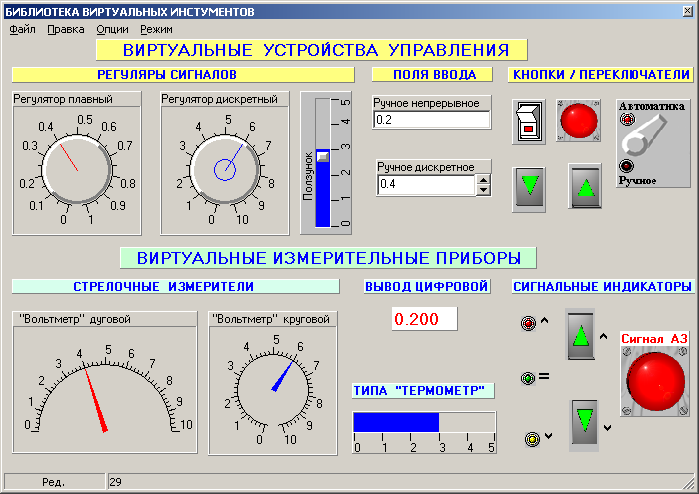 БИБЛИОТЕКА ВИРТУАЛЬНЫХ ИНСТУМЕНТОВ
Файл Правка Опции Режим
ВИРТУАЛЬНЫЕ УСТРОЙСТВА УПРАВЛЕНИЯ
РЕГУЛЯРЫ СИГНАЛОВ
ПОЛЯ ВВОДА
КНОПКИ / ПЕРЕКЛЮЧАТЕЛИ
Регулятор плавный
0 0.1 0.2 0.3 0.4 0.5 0.6 0.7 0.8 0.9 1
Регулятор дискретный
0 1 2 3 4 5 6 7 8 9 10
Ползунок
5
4
3
2
1
0
Ручное непрерывное
0.2
Ручное дискретное
0.4
Автоматика
Ручное
ВИРТУАЛЬНЫЕ ИЗМЕРИТЕЛЬНЫЕ ПРИБОРЫ
СТРЕЛОЧНЫЕ ИЗМЕРИТЕЛИ
ВЫВОД ЦИФРОВОЙ
СИГНАЛЬНЫЕ ИНДИКАТОРЫ
"Вольтметр" дуговой
0 1 2 3 4 5 6 7 8 9 10
"Вольтметр" круговой
0 1 2 3 4 5 6 7 8 9 10
0.200
ТИПА "ТЕРМОМЕТР"
0 1 2 3 4 5
=
Сигнал АЗ
Ред. 29